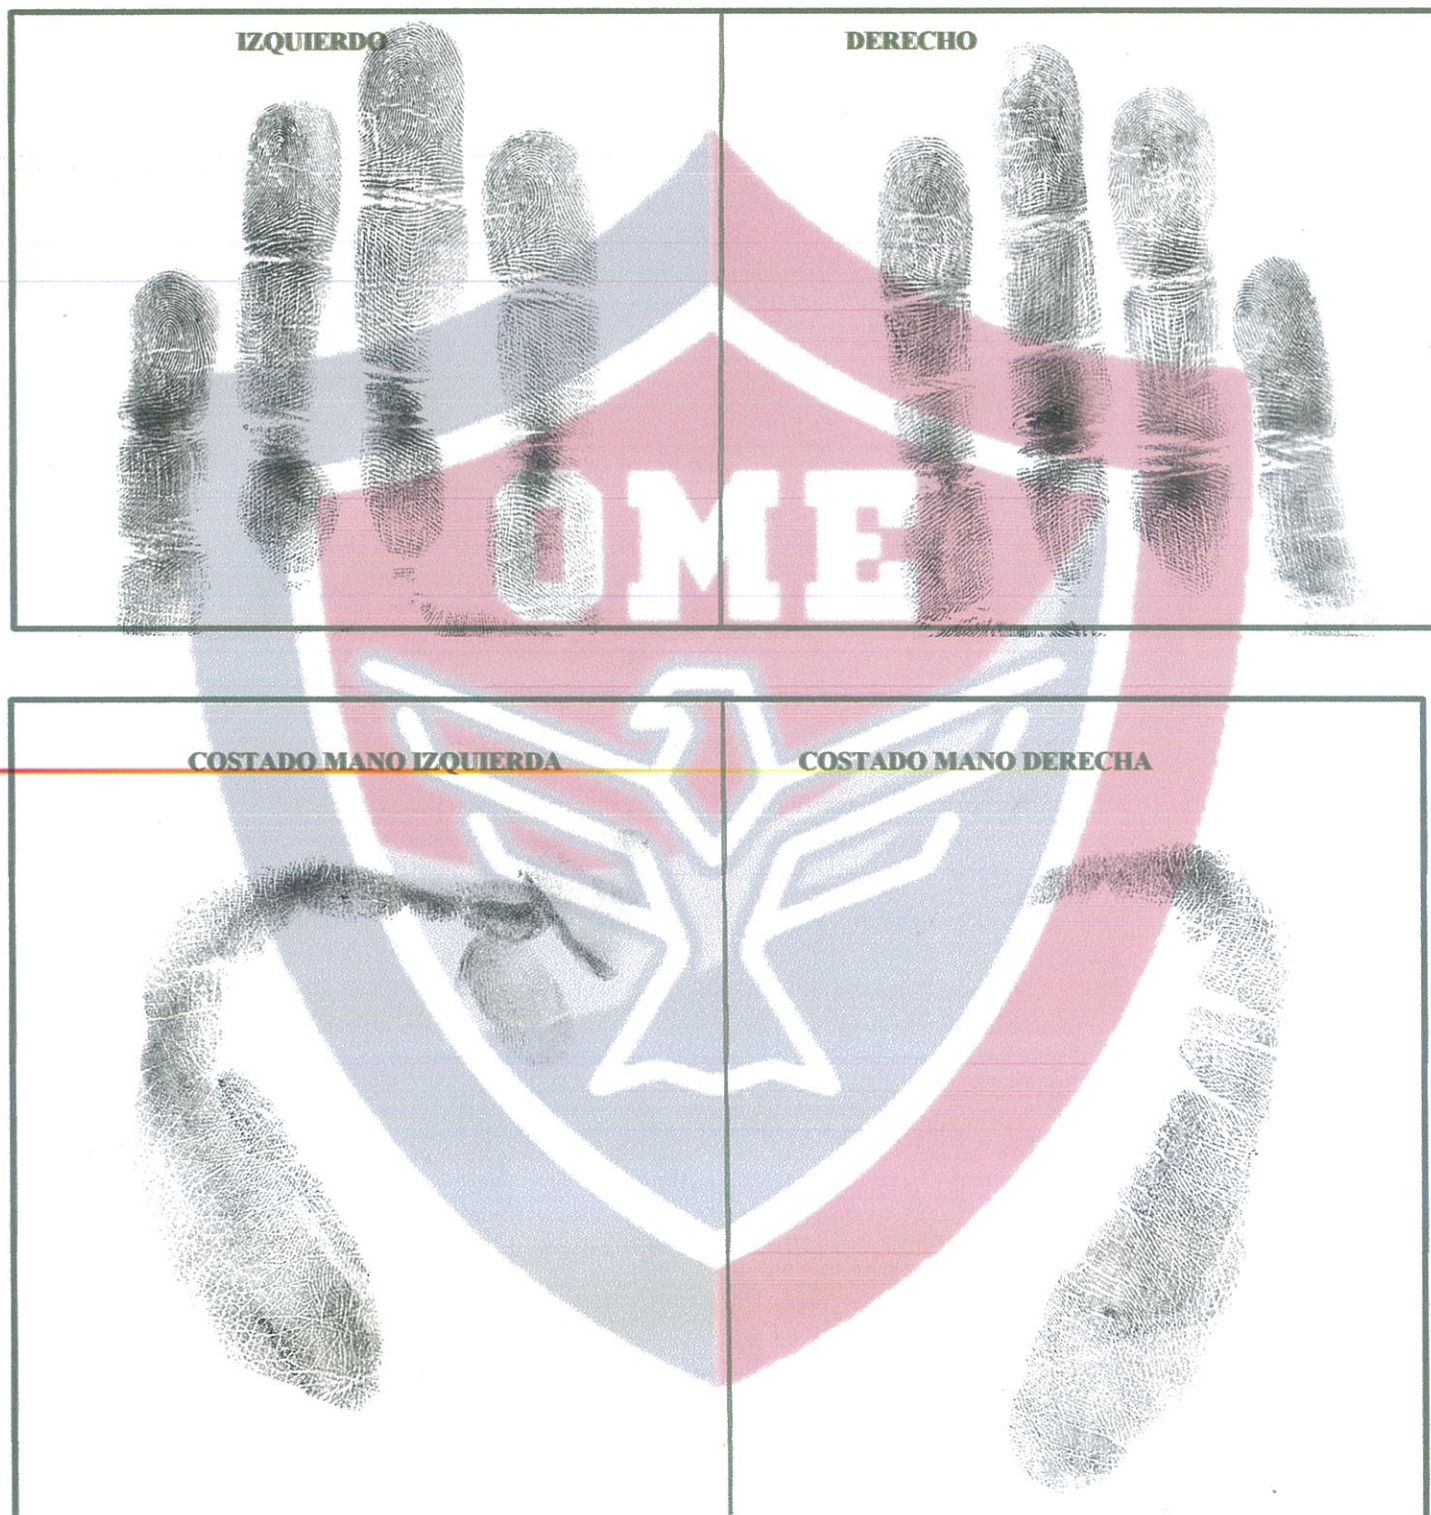 IZQUIERDO
DERECHO
OME
COSTADO MANO IZQUIERDA
COSTADO MANO DERECHA